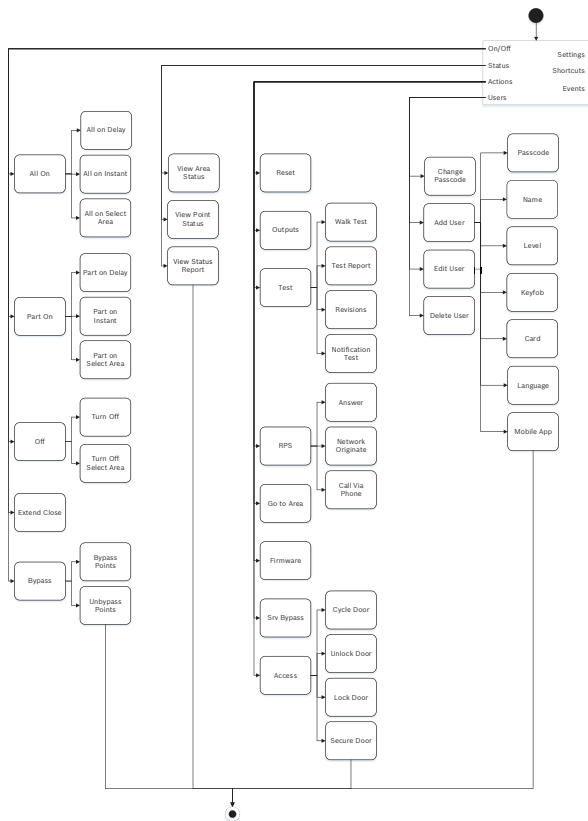 On/Off
Status
Actions
Users
Settings
Shortcuts
Events
All On
All on Delay
All on Instant
All on Select
Area
Part On
Part on Delay
Part on
Instant
Part on
Select Area
Off
Turn Off
Turn Off
Select Area
Extend Close
Bypass
Bypass
Points
Unbypass
Points
View Area
Status
View Point
Status
View Status
Report
Reset
Outputs
Test
Walk Test
Test Report
Revisions
Notification
Test
RPS
Answer
Network
Originate
Call Via
Phone
Go to Area
Firmware
Srv Bypass
Access
Cycle Door
Unlock Door
Lock Door
Secure Door
Change
Passcode
Add User
Edit User
Delete User
Passcode
Name
Level
Keyfob
Card
Language
Mobile App